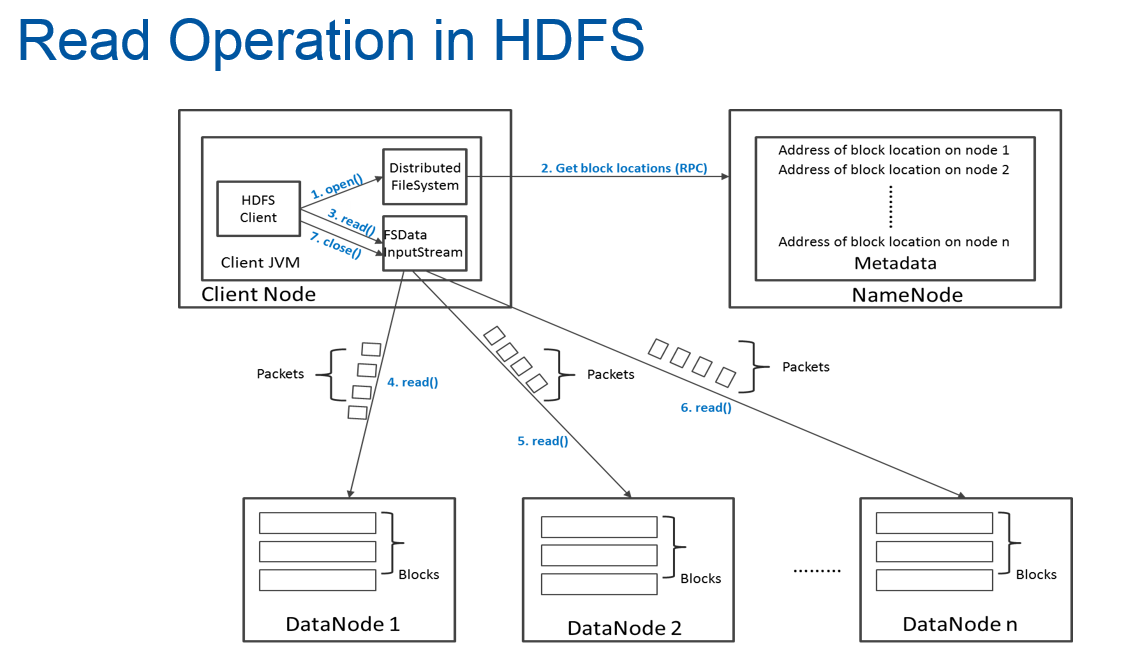 Read Operation in HDFS
Distributed
FileSystem
1. open()
2. Get block locations (RPC)
HDFS
Client
3. read()
7. close()
FSData
InputStream
Client JVM
Client Node
Address of block location on node 1
Address of block location on node 2
Address of block location on node n
Metadata
NameNode
Packets
4. read()
Packets
5. read()
Packets
6. read()
Blocks
DataNode 1
Blocks
DataNode 2
.........
Blocks
DataNode n